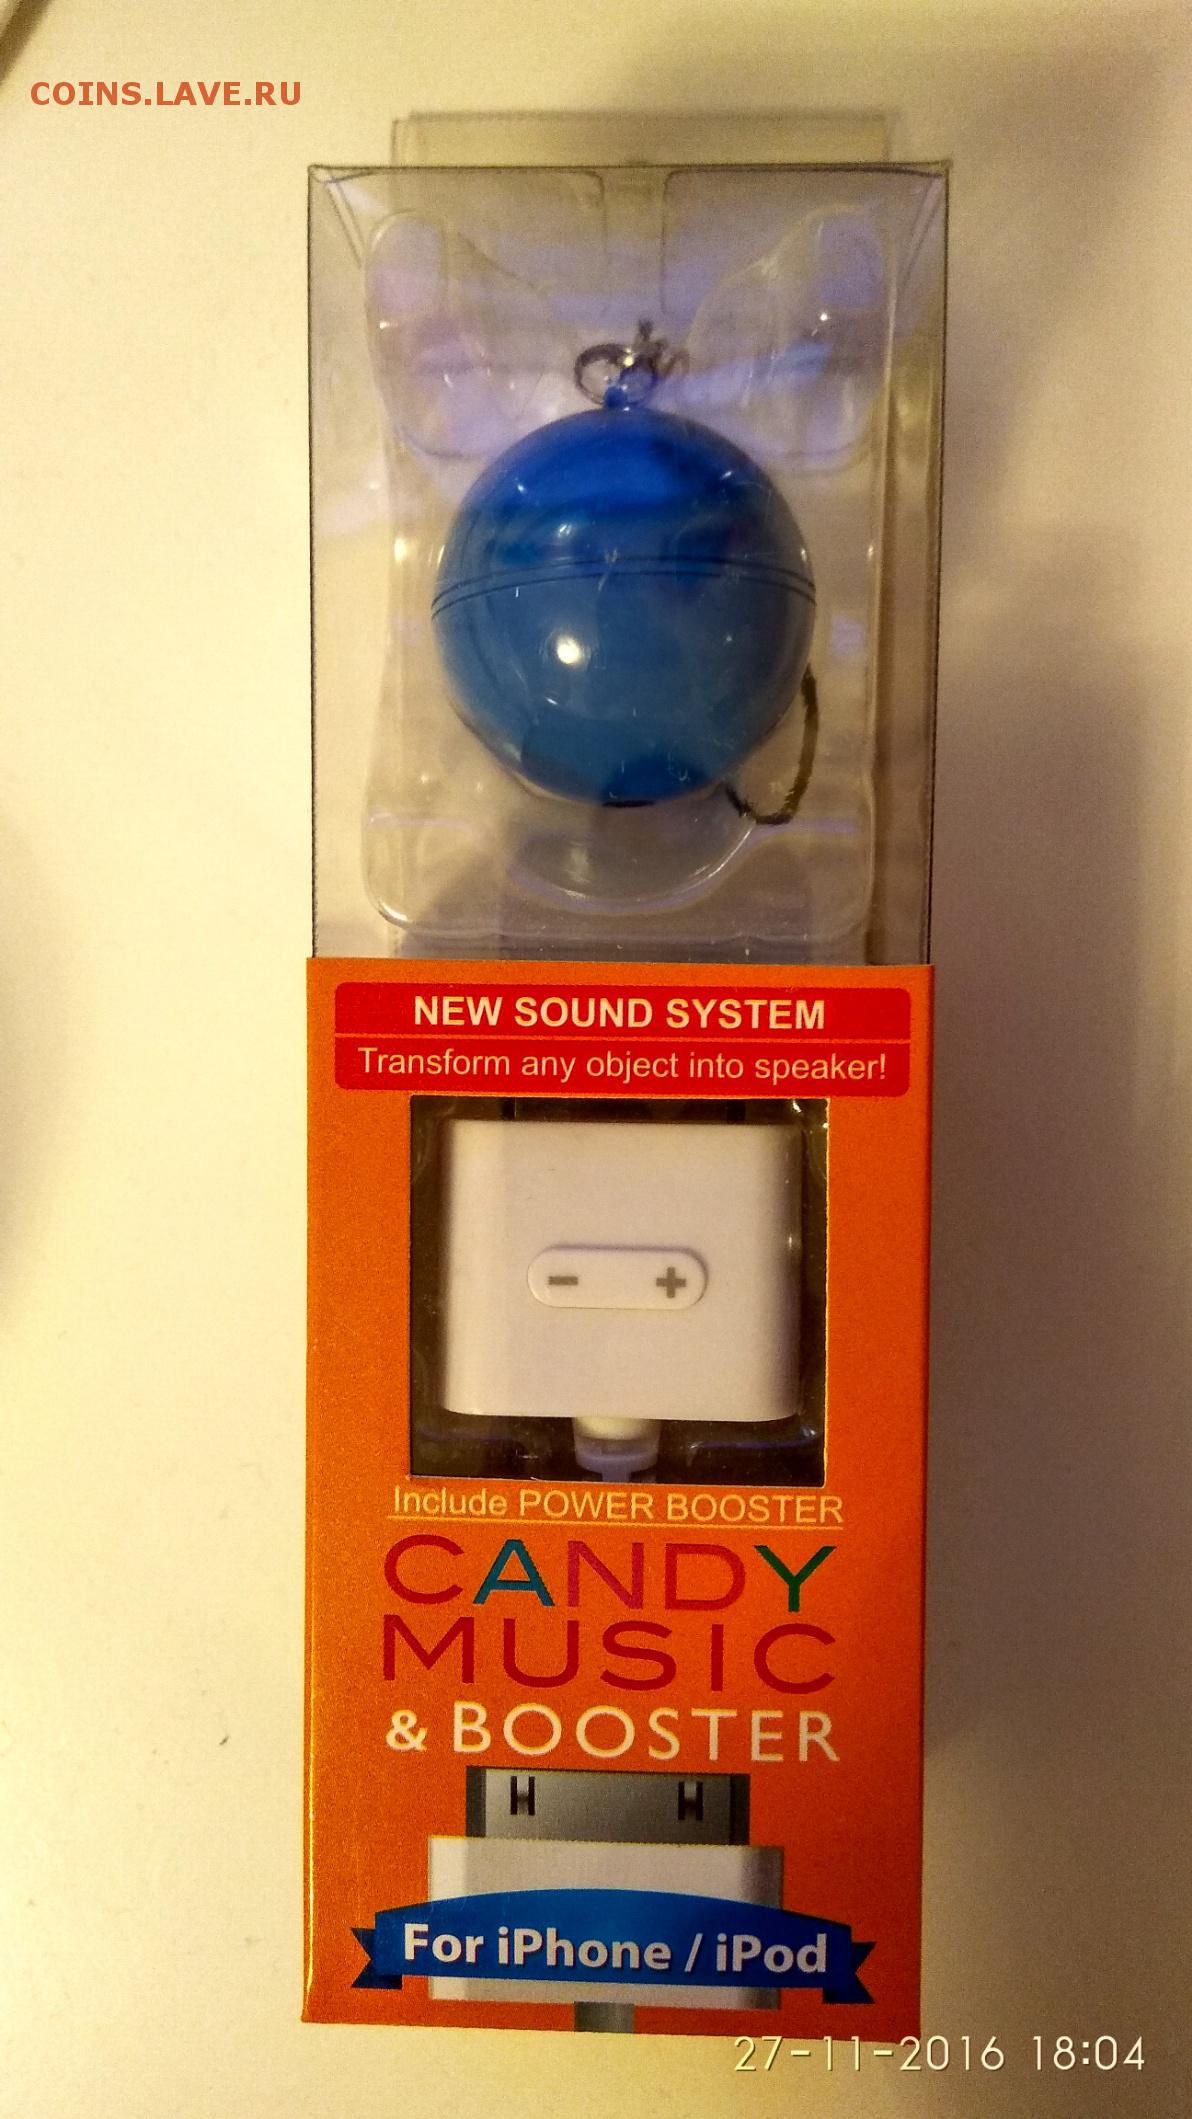 COINS.LAVE.RU
NEW SOUND SYSTEM
Transform any object into speaker!
- +
Include POWER BOOSTER
CANDY
MUSIC
& BOOSTER
For iPhone / iPod
27-11-2016 18:04